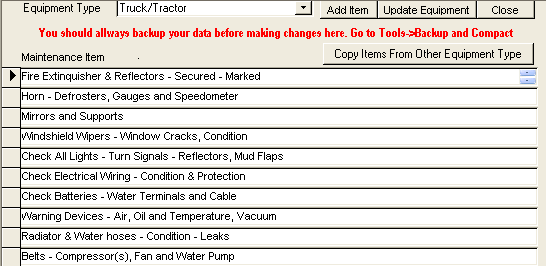 Equipment Type Truck/Tractor Add Item Update Equipment Close
You should allways backup your data before making changes here. Go to Tools->Backup and Compact
Maintenance Item . Copy Items From Other Equipment Type
Fire Extinquisher & Reflectors - Secured - Marked
Horn - Defrosters, Gauges and Speedometer
Mirrors and Supports
Windshield Wipers - Window Cracks, Condition
Check All Lights - Turn Signals - Reflectors, Mud Flaps
Check Electrical Wiring - Condition & Protection
Check Batteries - Water Terminals and Cable
Warning Devices - Air, Oil and Temperature, Vacuum
Radiator & Water hoses - Condition - Leaks
Belts - Compressor(s), Fan and Water Pump